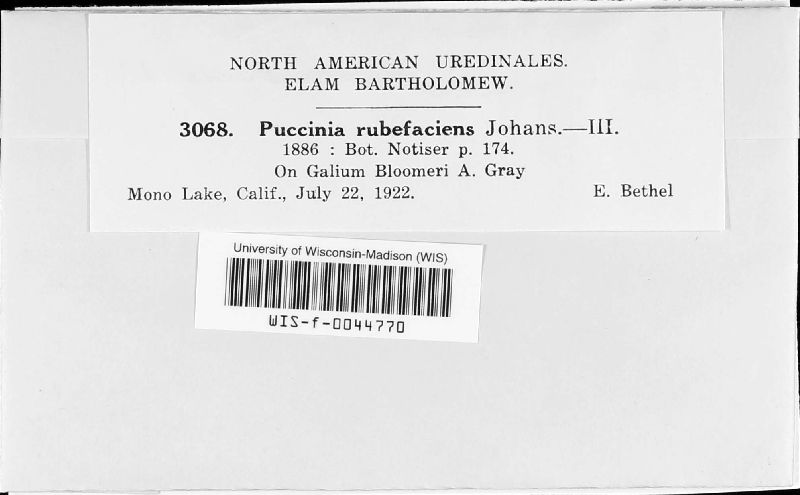 NORTH AMERICAN UREDINALES.
ELAM BARTHOLOMEW.
3068. Puccinia rubefaciens Johans.—III.
1886 : Bot. Notiser p. 174.
On Galium Bloomeri A. Gray
Mono Lake, Calif., July 22, 1922. E. Bethel
University of Wisconsin-Madison (WIS)
WIS-f-0044770